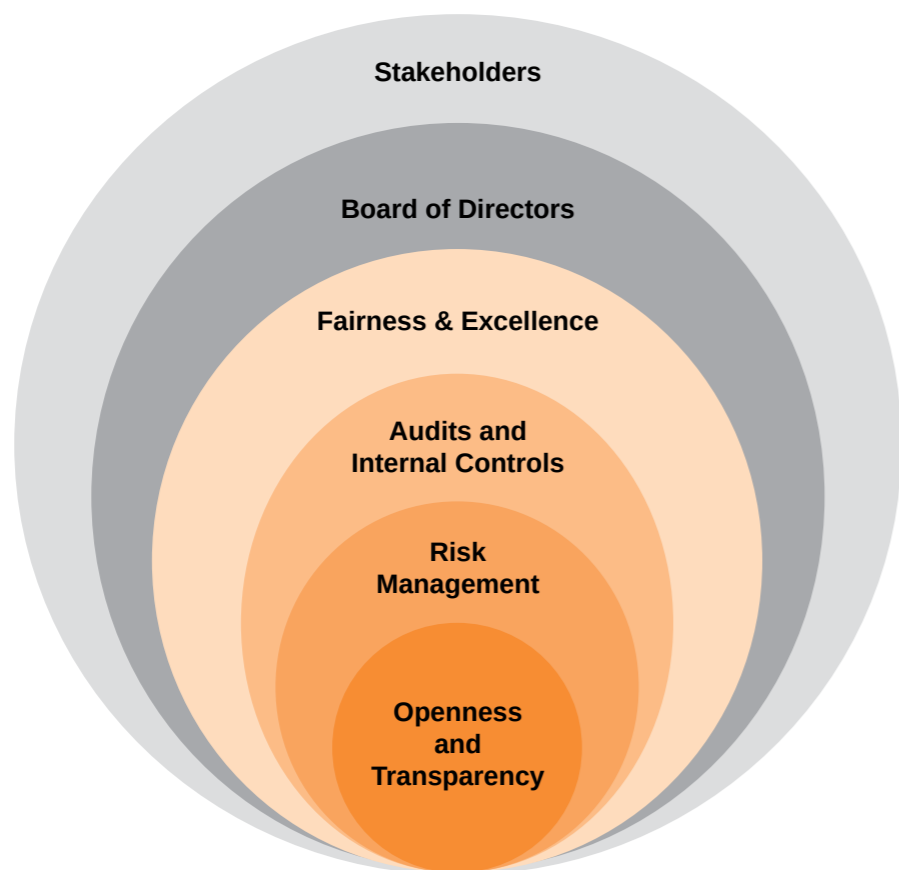 Stakeholders
Board of Directors
Fairness & Excellence
Audits and
Internal Controls
Risk
Management
Openness
and
Transparency